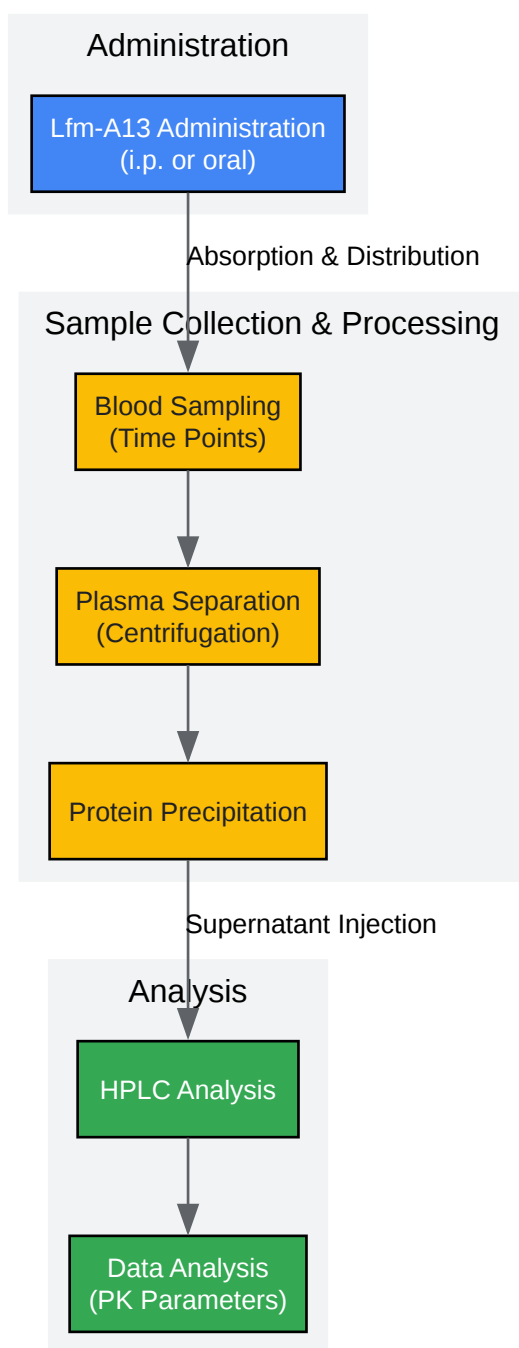 Administration
Lfm-A13 Administration
(i.p. or oral)
Absorption & Distribution
Sample Collection & Processing
Blood Sampling
(Time Points)
Plasma Separation
(Centrifugation)
Protein Precipitation
Supernatant Injection
Analysis
HPLC Analysis
Data Analysis
(PK Parameters)